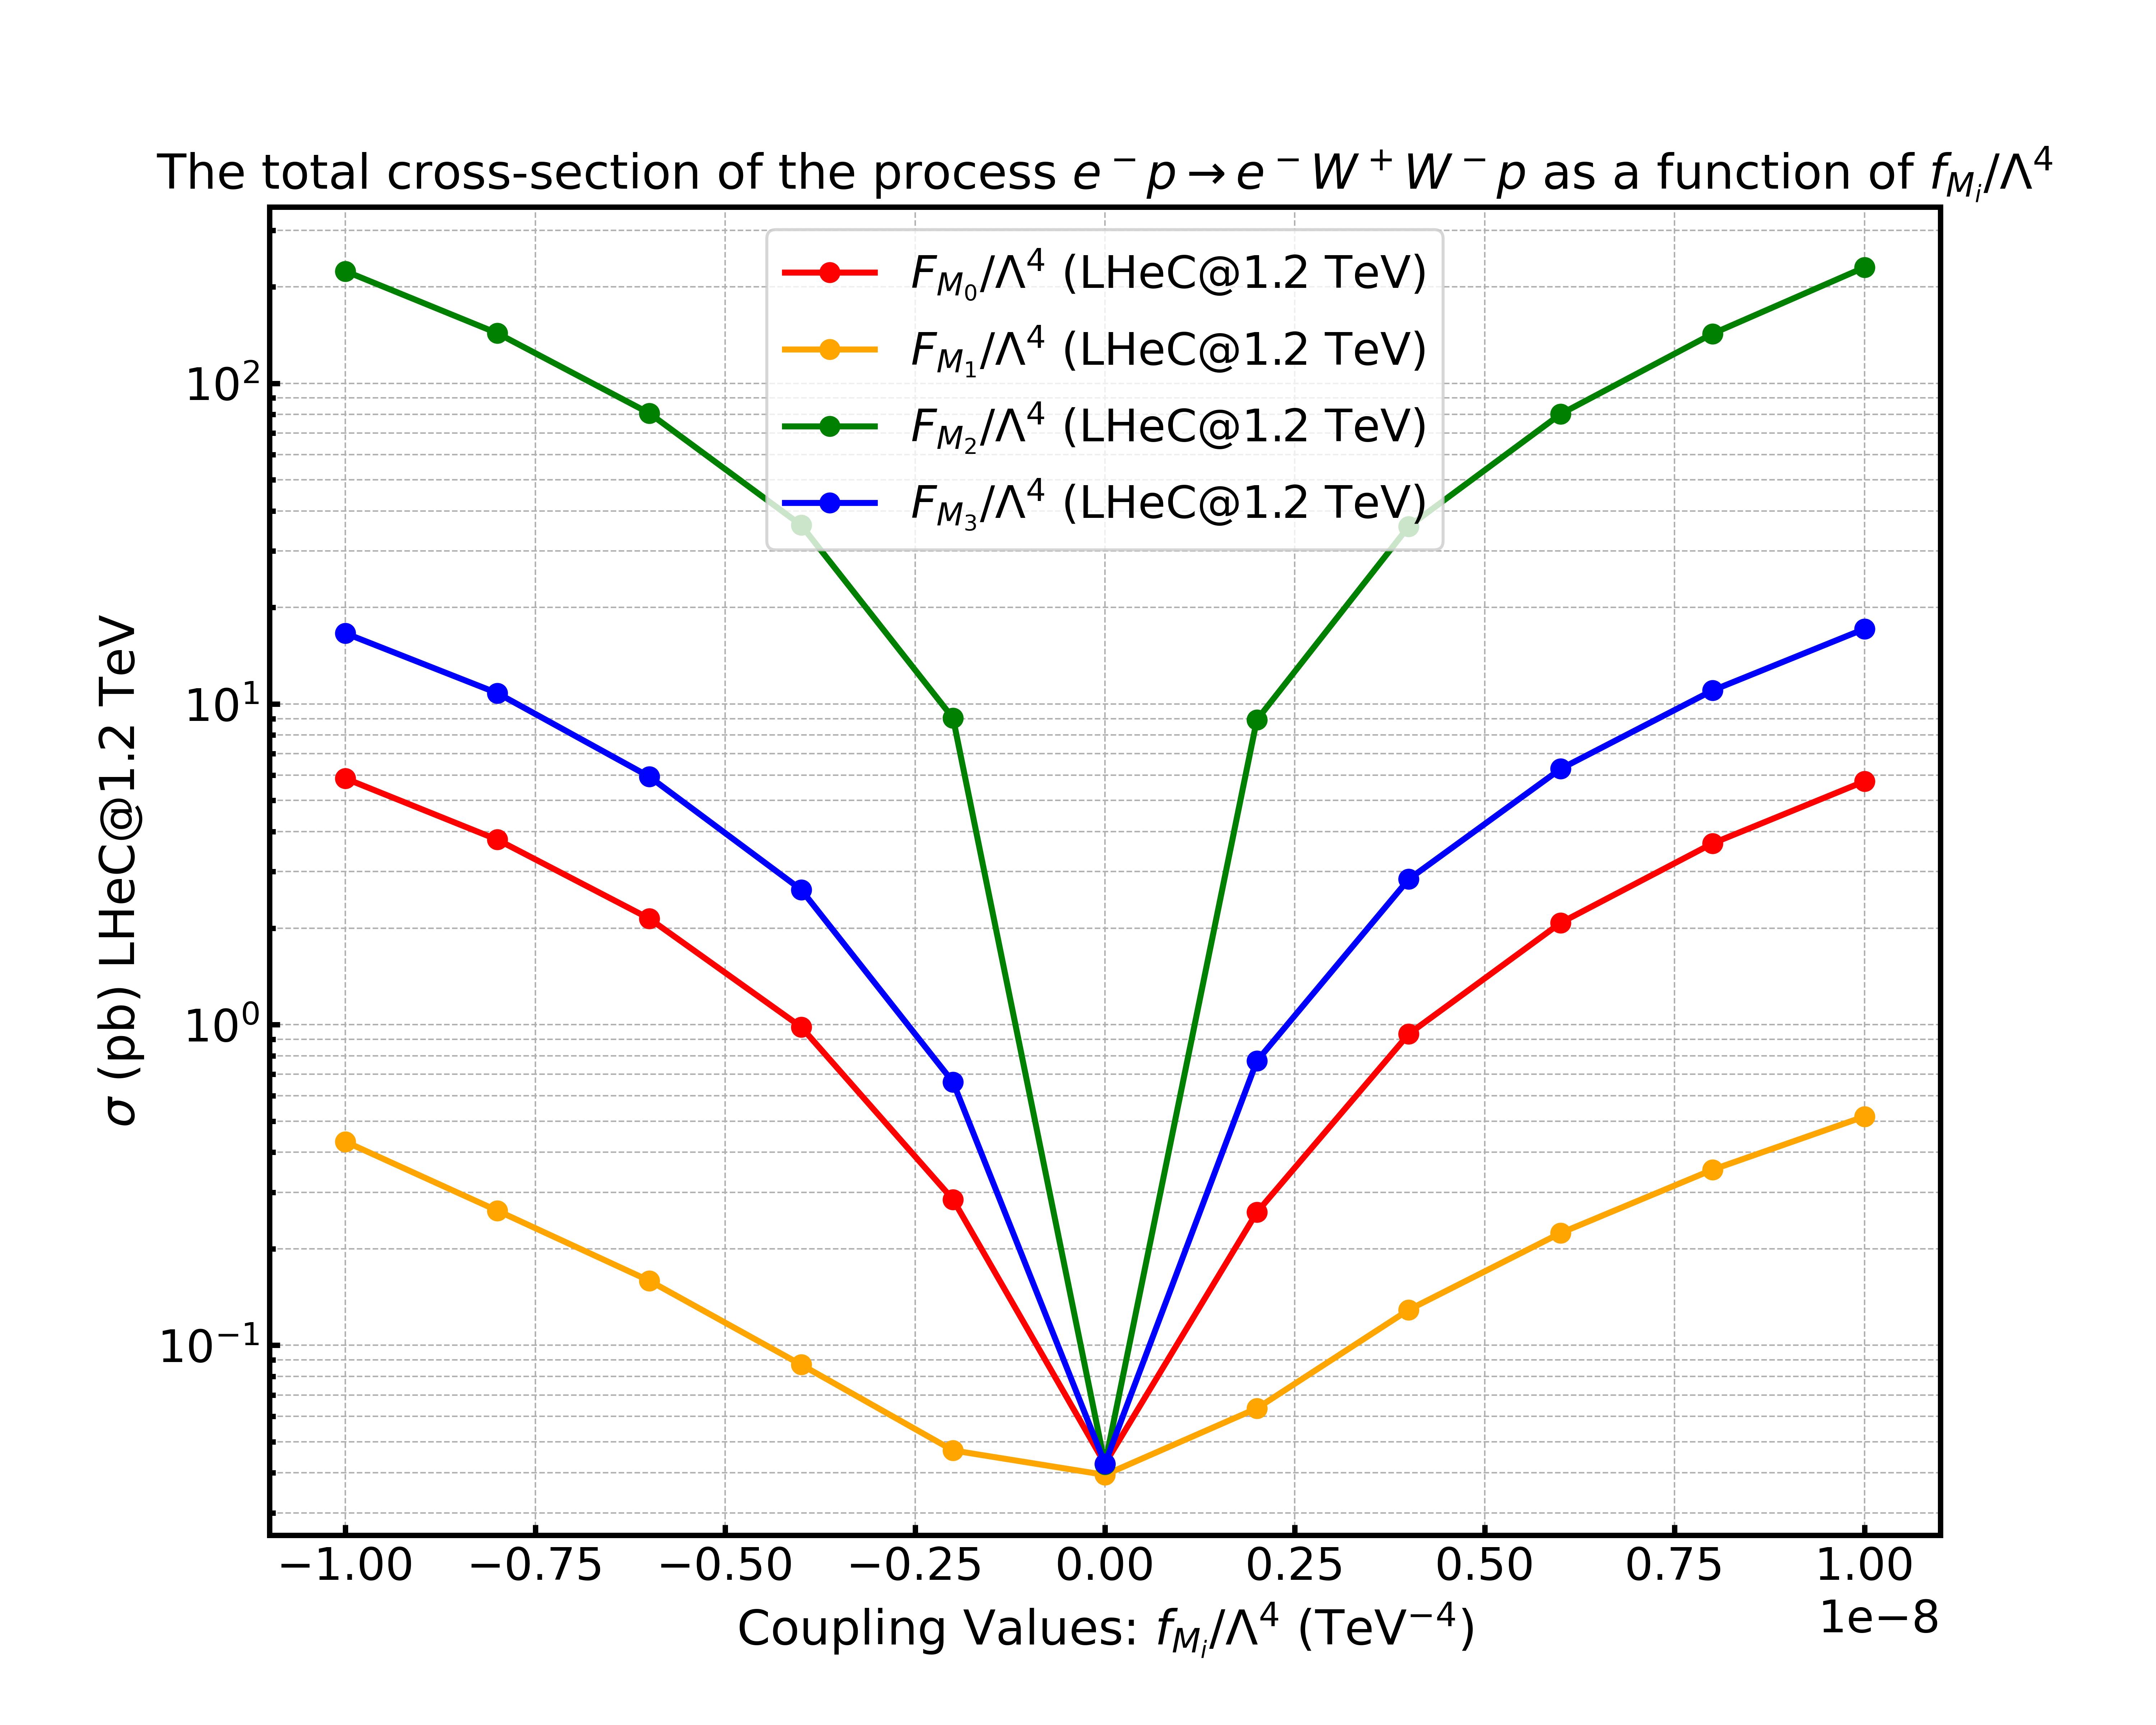 The total cross-section of the process e⁻p → e⁻W⁺W⁻p as a function of f_{M_i}/Λ⁴
F_{M_0}/Λ⁴ (LHeC@1.2 TeV)
F_{M_1}/Λ⁴ (LHeC@1.2 TeV)
F_{M_2}/Λ⁴ (LHeC@1.2 TeV)
F_{M_3}/Λ⁴ (LHeC@1.2 TeV)
σ (pb) LHeC@1.2 TeV
10²
10¹
10⁰
10⁻¹
−1.00 −0.75 −0.50 −0.25 0.00 0.25 0.50 0.75 1.00
1e−8
Coupling Values: f_{M_i}/Λ⁴ (TeV⁻⁴)